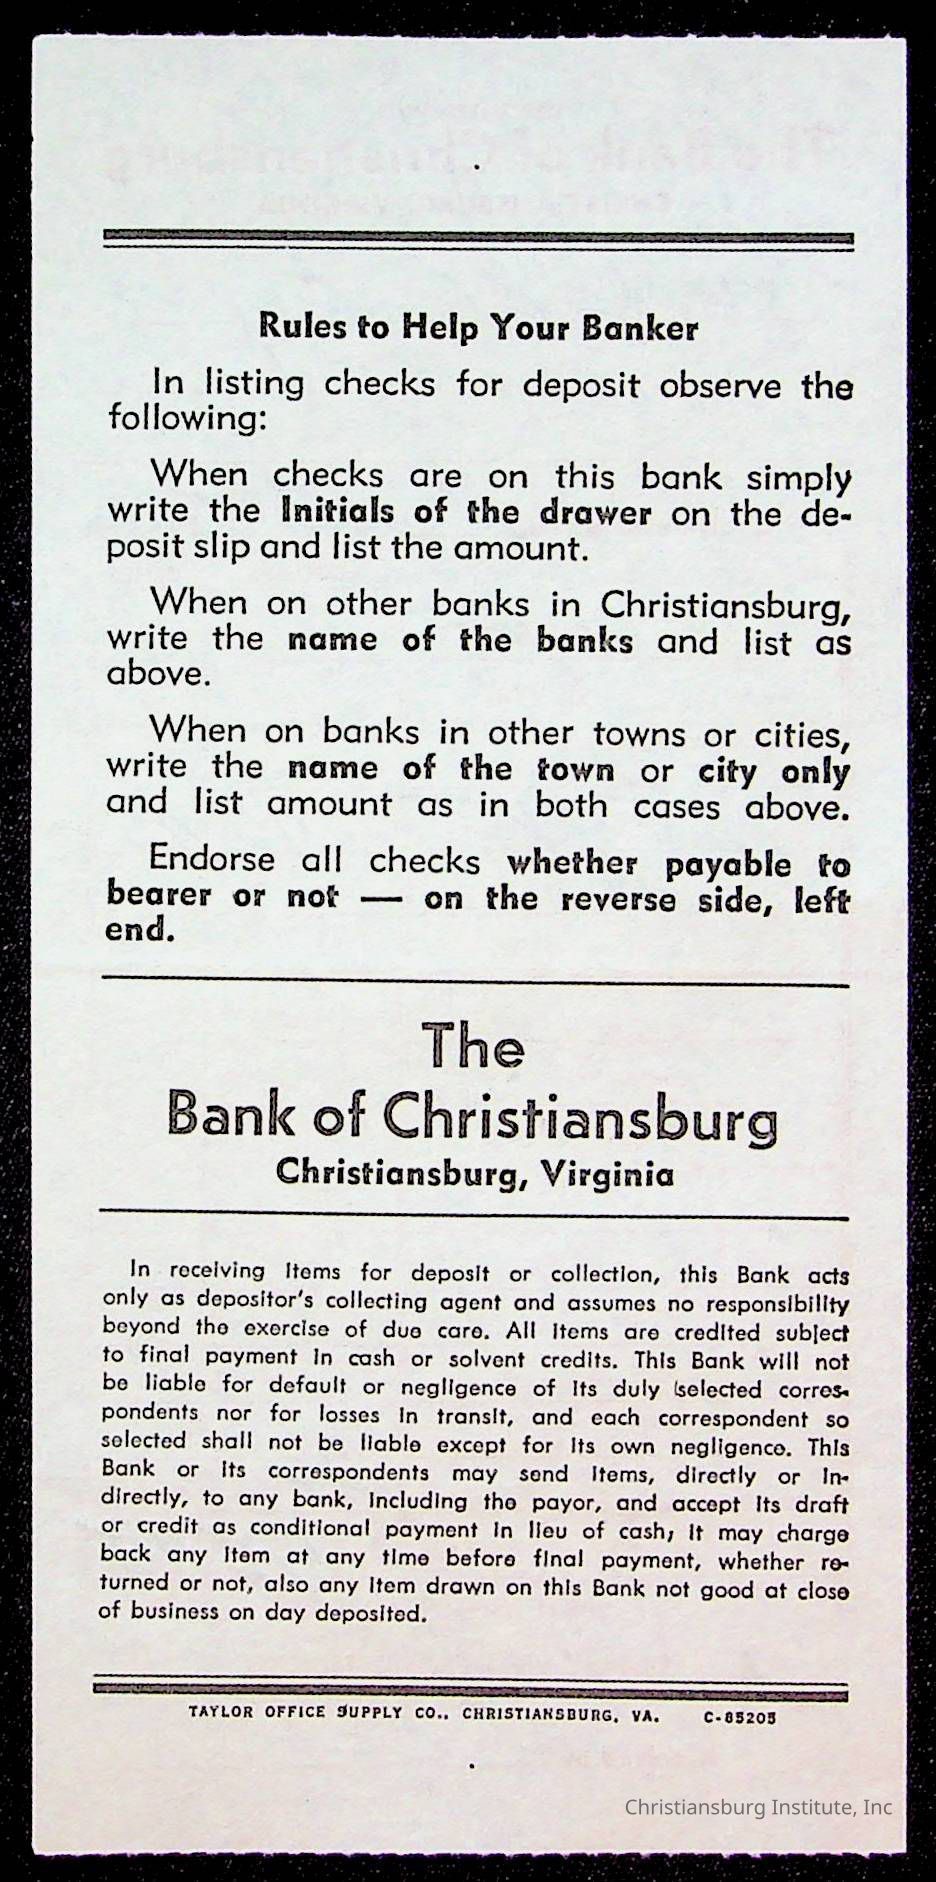 Rules to Help Your Banker
In listing checks for deposit observe the
following:
When checks are on this bank simply
write the Initials of the drawer on the de-
posit slip and list the amount.
When on other banks in Christiansburg,
write the name of the banks and list as
above.
When on banks in other towns or cities,
write the name of the town or city only
and list amount as in both cases above.
Endorse all checks whether payable to
bearer or not — on the reverse side, left
end.
The
Bank of Christiansburg
Christiansburg, Virginia
In receiving items for deposit or collection, this Bank acts
only as depositor's collecting agent and assumes no responsibility
beyond the exercise of due care. All items are credited subject
to final payment in cash or solvent credits. This Bank will not
be liable for default or negligence of its duly selected corres-
pondents nor for losses in transit, and each correspondent so
selected shall not be liable except for its own negligence. This
Bank or its correspondents may send items, directly or in-
directly, to any bank, including the payor, and accept its draft
or credit as conditional payment in lieu of cash; it may charge
back any item at any time before final payment, whether re-
turned or not, also any item drawn on this Bank not good at close
of business on day deposited.
TAYLOR OFFICE SUPPLY CO., CHRISTIANSBURG, VA. C-85205
Christiansburg Institute, Inc